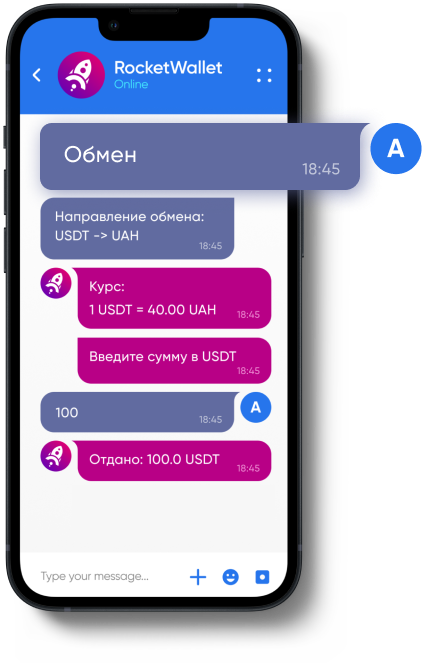 RocketWallet
Online
Обмен
18:45
A
Направление обмена:
USDT -> UAH
18:45
Курс:
1 USDT = 40.00 UAH
18:45
Введите сумму в USDT
18:45
100
18:45
A
Отдано: 100.0 USDT
18:45
Type your message...